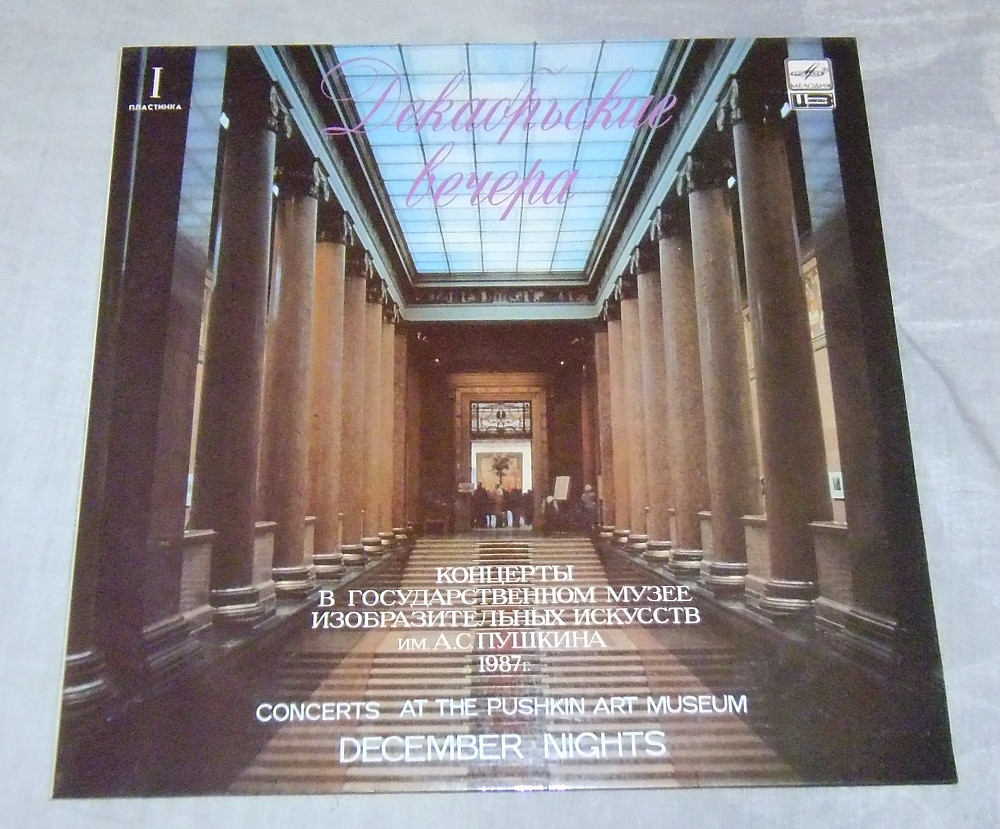 I
ПЛАСТИНКА
Декабрьские
вечера
МЕЛОДИЯ
КОНЦЕРТЫ
В ГОСУДАРСТВЕННОМ МУЗЕЕ
ИЗОБРАЗИТЕЛЬНЫХ ИСКУССТВ
ИМ. А.С.ПУШКИНА
1987г.
CONCERTS AT THE PUSHKIN ART MUSEUM
DECEMBER NIGHTS